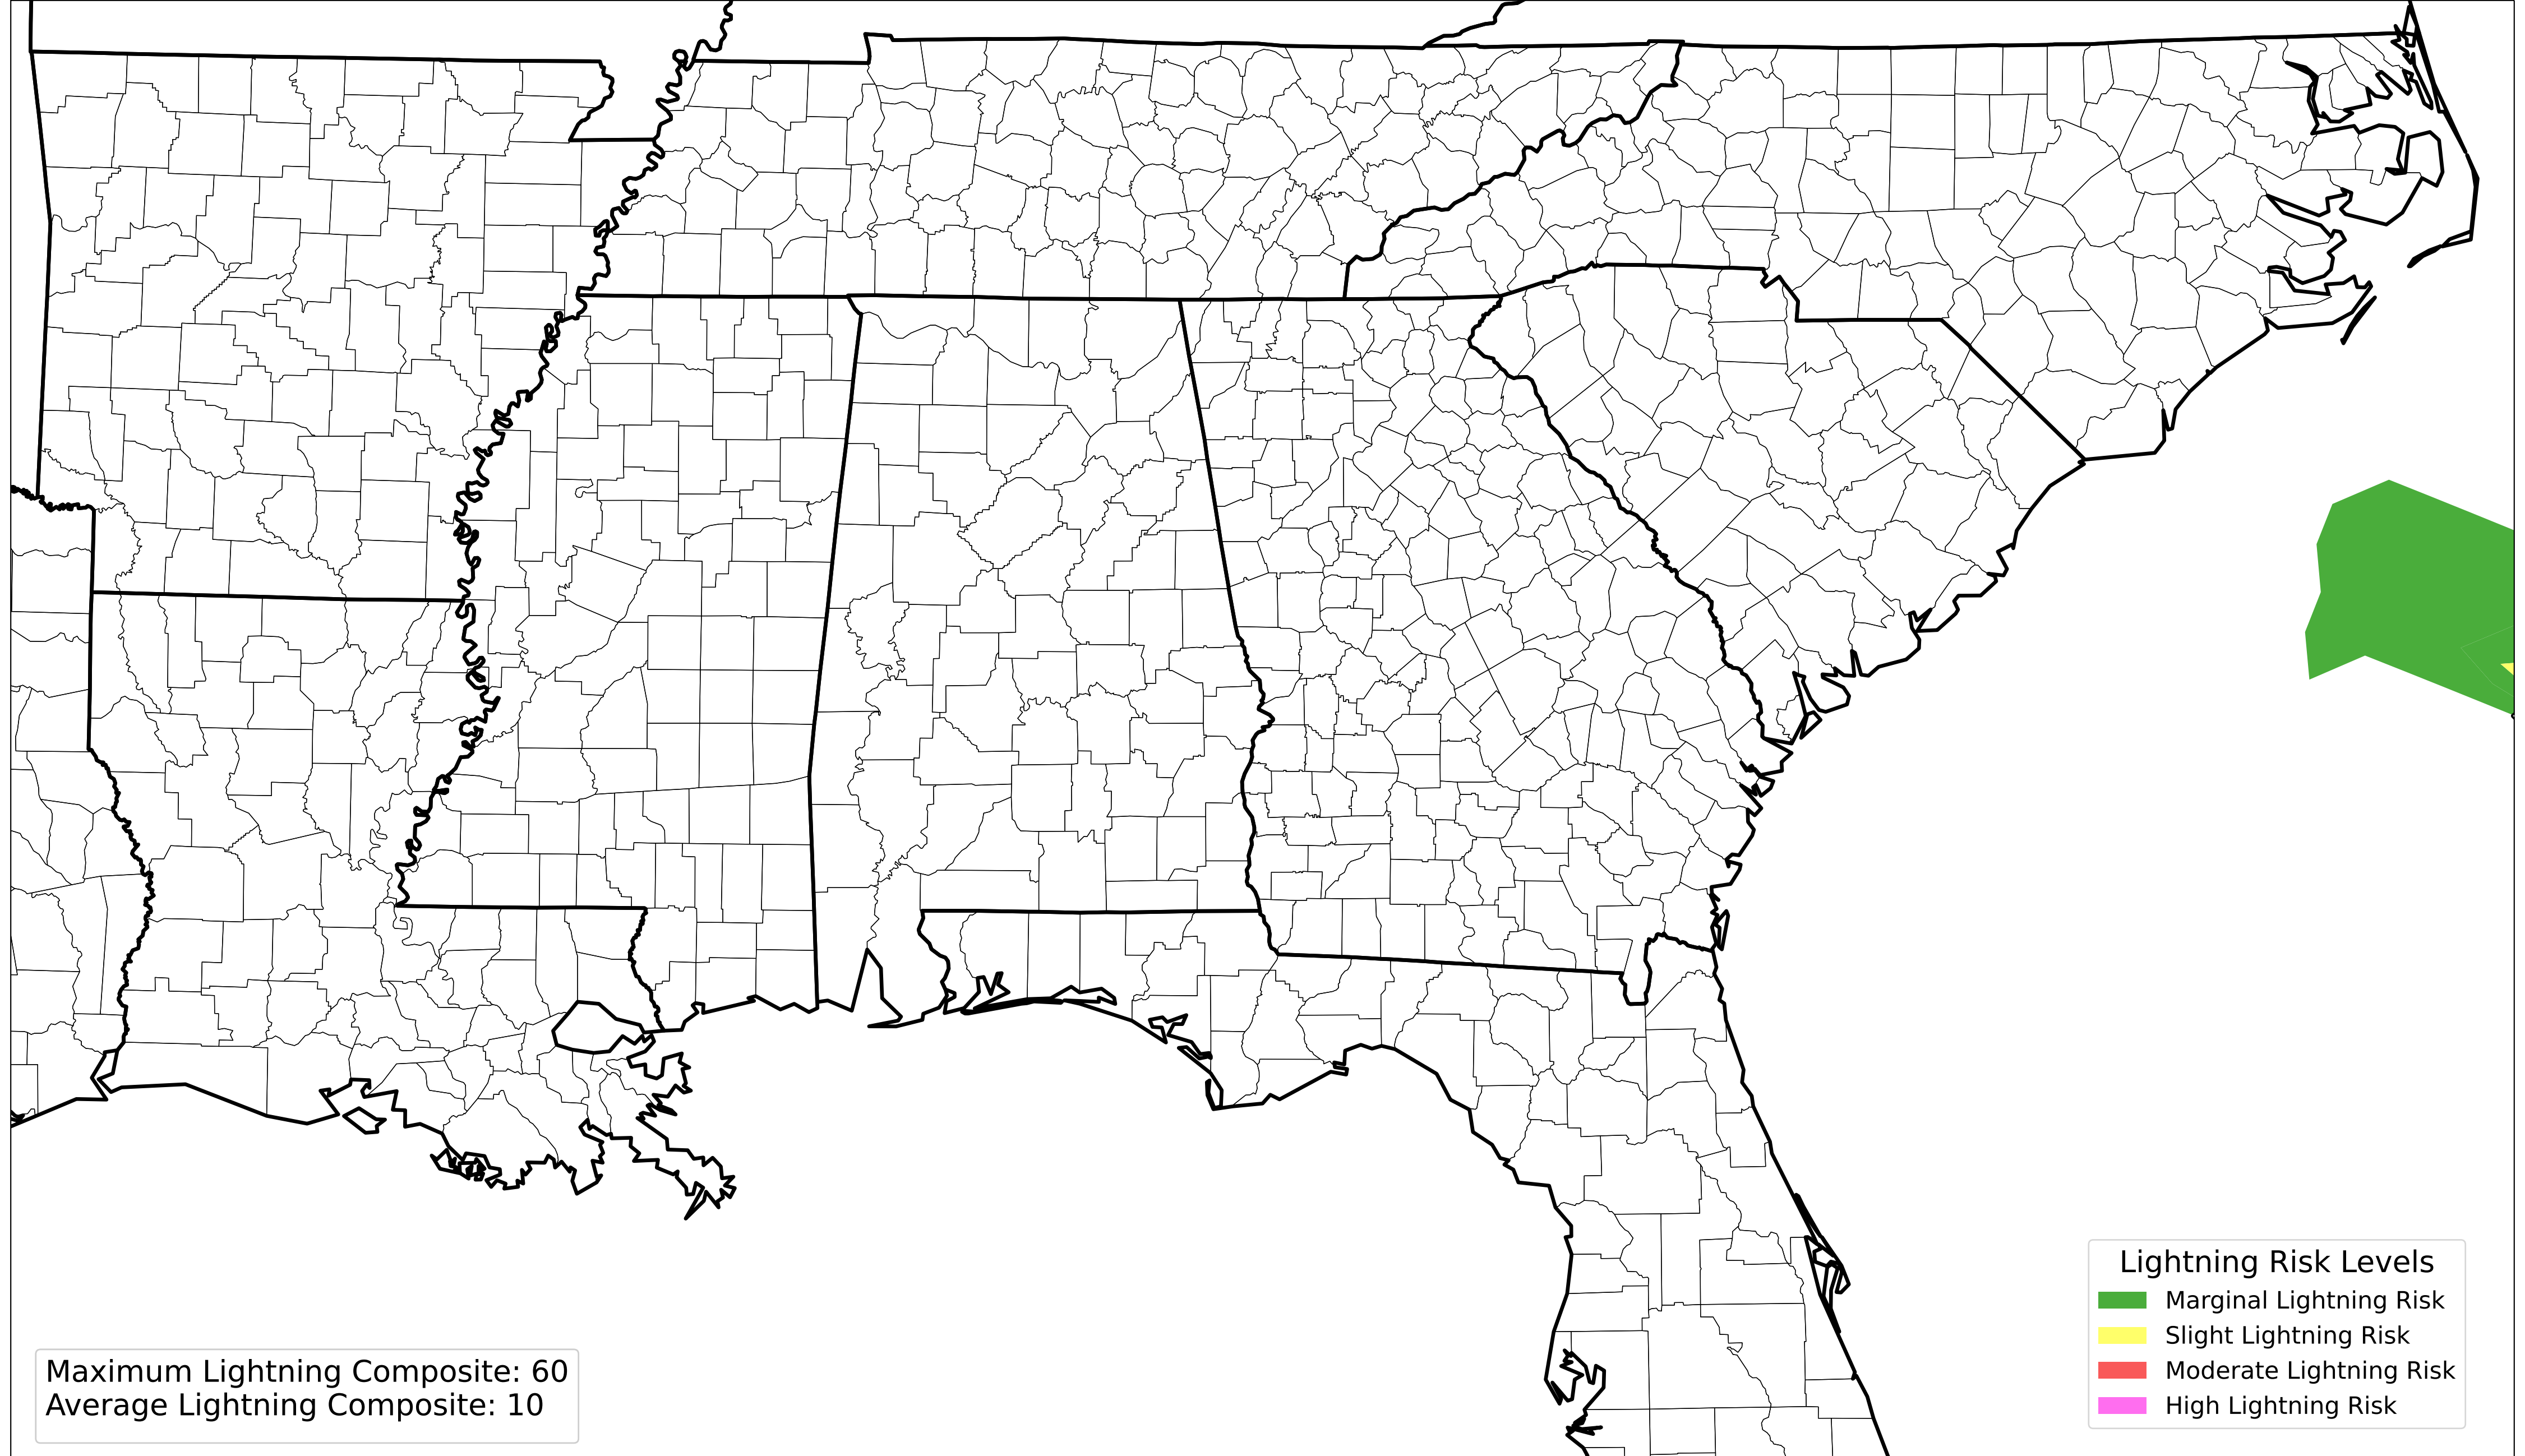 Maximum Lightning Composite: 60
Average Lightning Composite: 10
Lightning Risk Levels
Marginal Lightning Risk
Slight Lightning Risk
Moderate Lightning Risk
High Lightning Risk